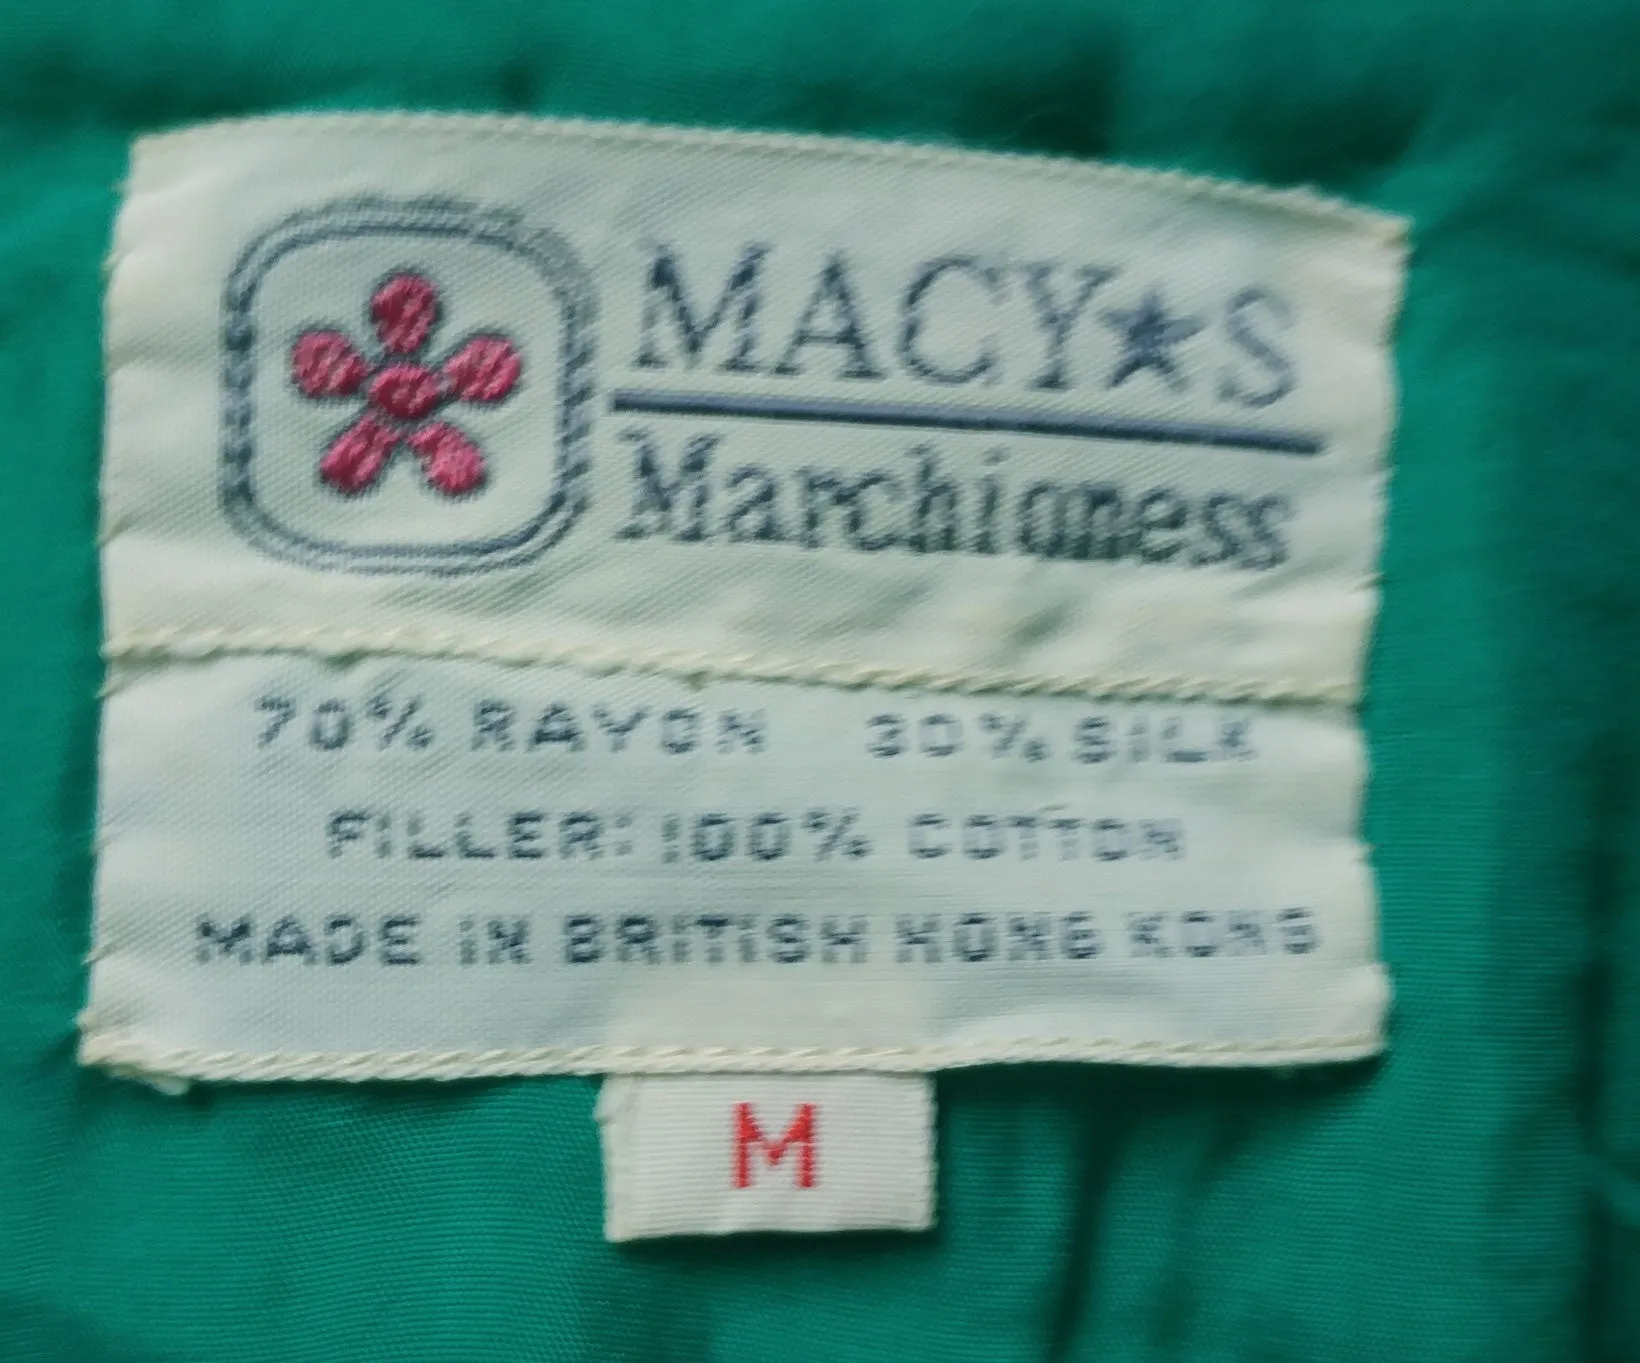 MACY★S
Marchioness
70% RAYON 30% SILK
FILLER: 100% COTTON
MADE IN BRITISH HONG KONG
M